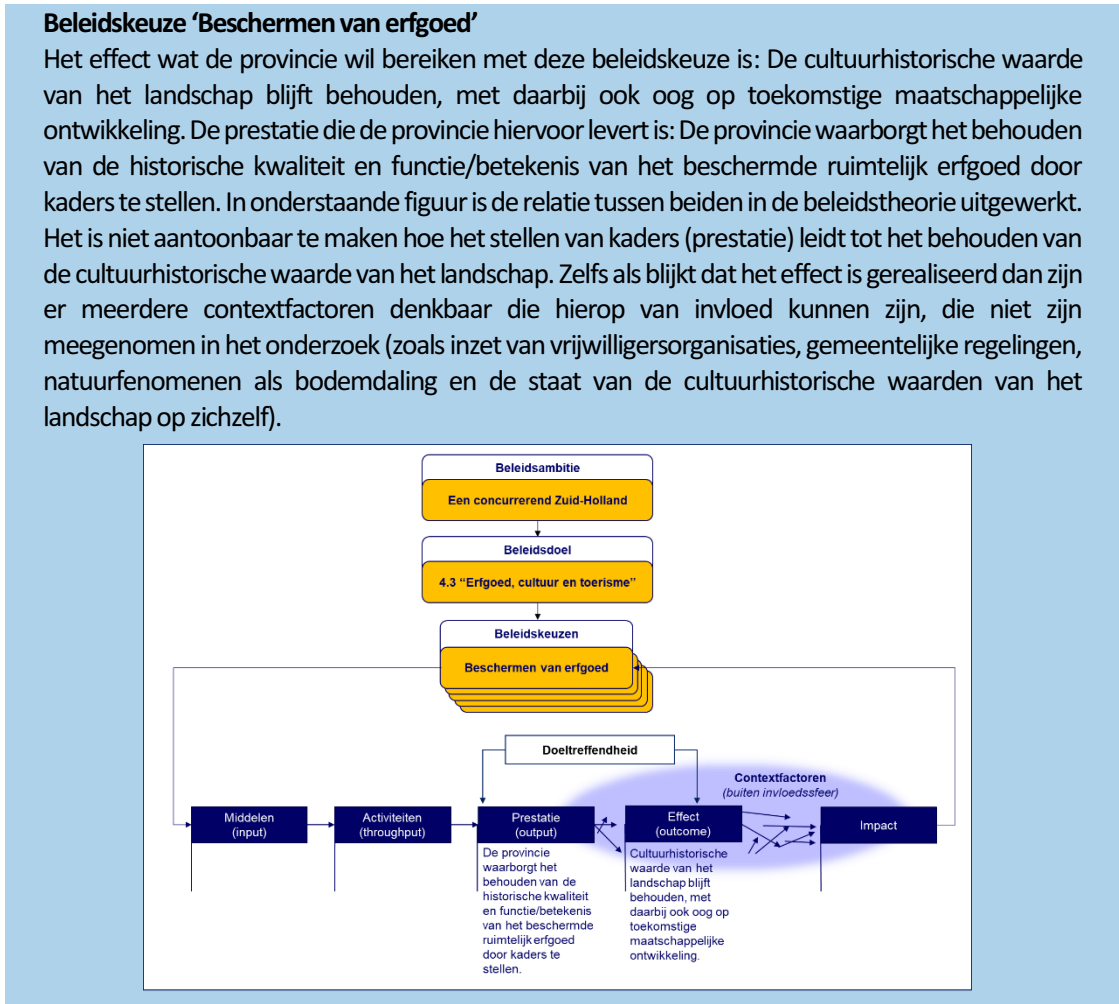 Beleidskeuze ‘Beschermen van erfgoed’
Het effect wat de provincie wil bereiken met deze beleidskeuze is: De cultuurhistorische waarde
van het landschap blijft behouden, met daarbij ook oog op toekomstige maatschappelijke
ontwikkeling. De prestatie die de provincie hiervoor levert is: De provincie waarborgt het behouden
van de historische kwaliteit en functie/betekenis van het beschermde ruimtelijk erfgoed door
kaders te stellen. In onderstaande figuur is de relatie tussen beiden in de beleidstheorie uitgewerkt.
Het is niet aantoonbaar te maken hoe het stellen van kaders (prestatie) leidt tot het behouden van
de cultuurhistorische waarde van het landschap. Zelfs als blijkt dat het effect is gerealiseerd dan zijn
er meerdere contextfactoren denkbaar die hierop van invloed kunnen zijn, die niet zijn
meegenomen in het onderzoek (zoals inzet van vrijwilligersorganisaties, gemeentelijke regelingen,
natuurfenomenen als bodemdaling en de staat van de cultuurhistorische waarden van het
landschap op zichzelf).
Beleidsambitie
Een concurrerend Zuid-Holland
Beleidsdoel
4.3 “Erfgoed, cultuur en toerisme”
Beleidskeuzen
Beschermen van erfgoed
Doeltreffendheid
Contextfactoren
(buiten invloedssfeer)
Middelen
(input)
Activiteiten
(throughput)
Prestatie
(output)
Effect
(outcome)
Impact
De provincie
waarborgt het
behouden van de
historische kwaliteit
en functie/betekenis
van het beschermde
ruimtelijk erfgoed
door kaders te
stellen.
Cultuurhistorische
waarde van het
landschap blijft
behouden, met
daarbij ook oog op
toekomstige
maatschappelijke
ontwikkeling.